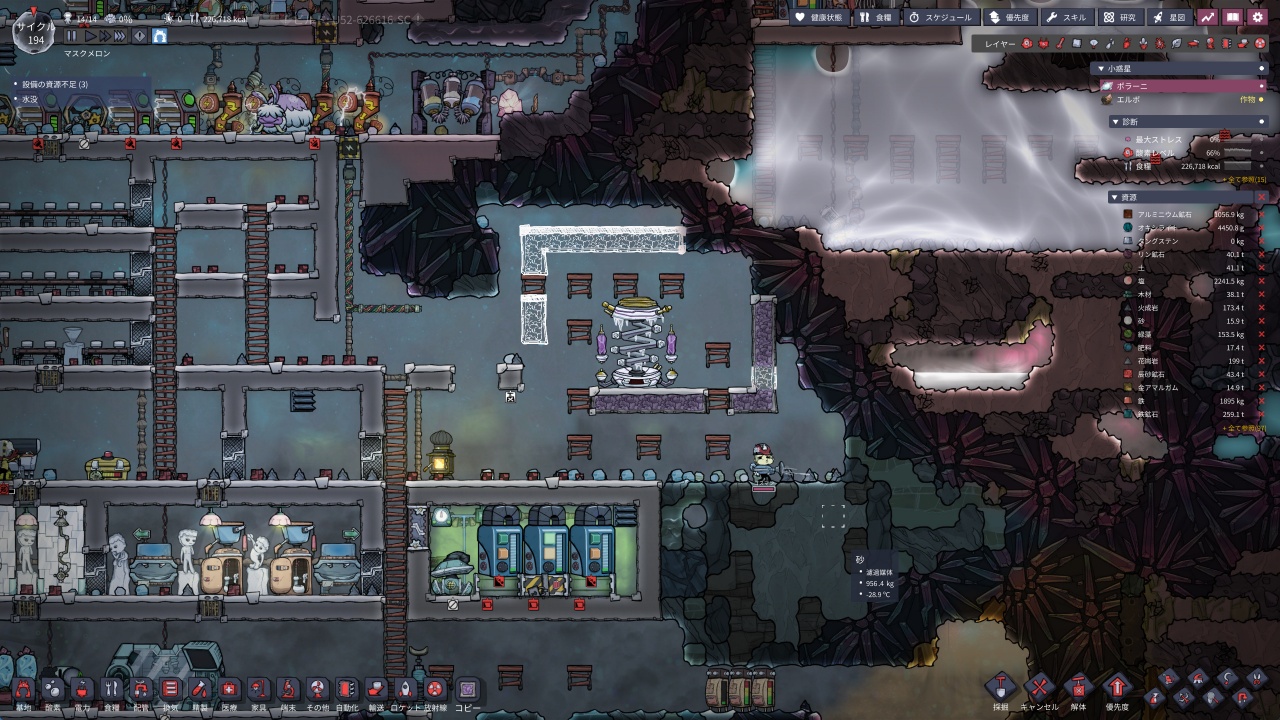 サイクル
194
14/14
0%
0
226,718 kcal
52-626616-SC
マスクメロン
設備の資源不足 (3)
水没
健康状態
食糧
スケジュール
優先度
スキル
研究
星図
レイヤー
小惑星
ポラーニ
エルボ
作物
診断
最大ストレス
0%
酸素レベル
66%
食糧
226,718 kcal
+ 全て参照(15)
資源
アルミニウム鉱石
1056.9 kg
4450.8 g
タングステン
0 kg
リン鉱石
40.1 t
土
41.1 t
塩
2241.5 kg
木材
38.1 t
火成岩
173.4 t
砂
15.9 t
緑藻
153.5 kg
肥料
17.4 t
花崗岩
199 t
辰砂鉱石
43.4 t
金アマルガム
14.9 t
鉄
1895 kg
鉄鉱石
259.1 t
砂
濾過媒体
956.4 kg
-28.9 ℃
基地
酸素
電力
食糧
配管
換気
精製
医療
家具
端末
その他
自動化
輸送
ロケット
放射線
コピー
採掘
キャンセル
解体
優先度